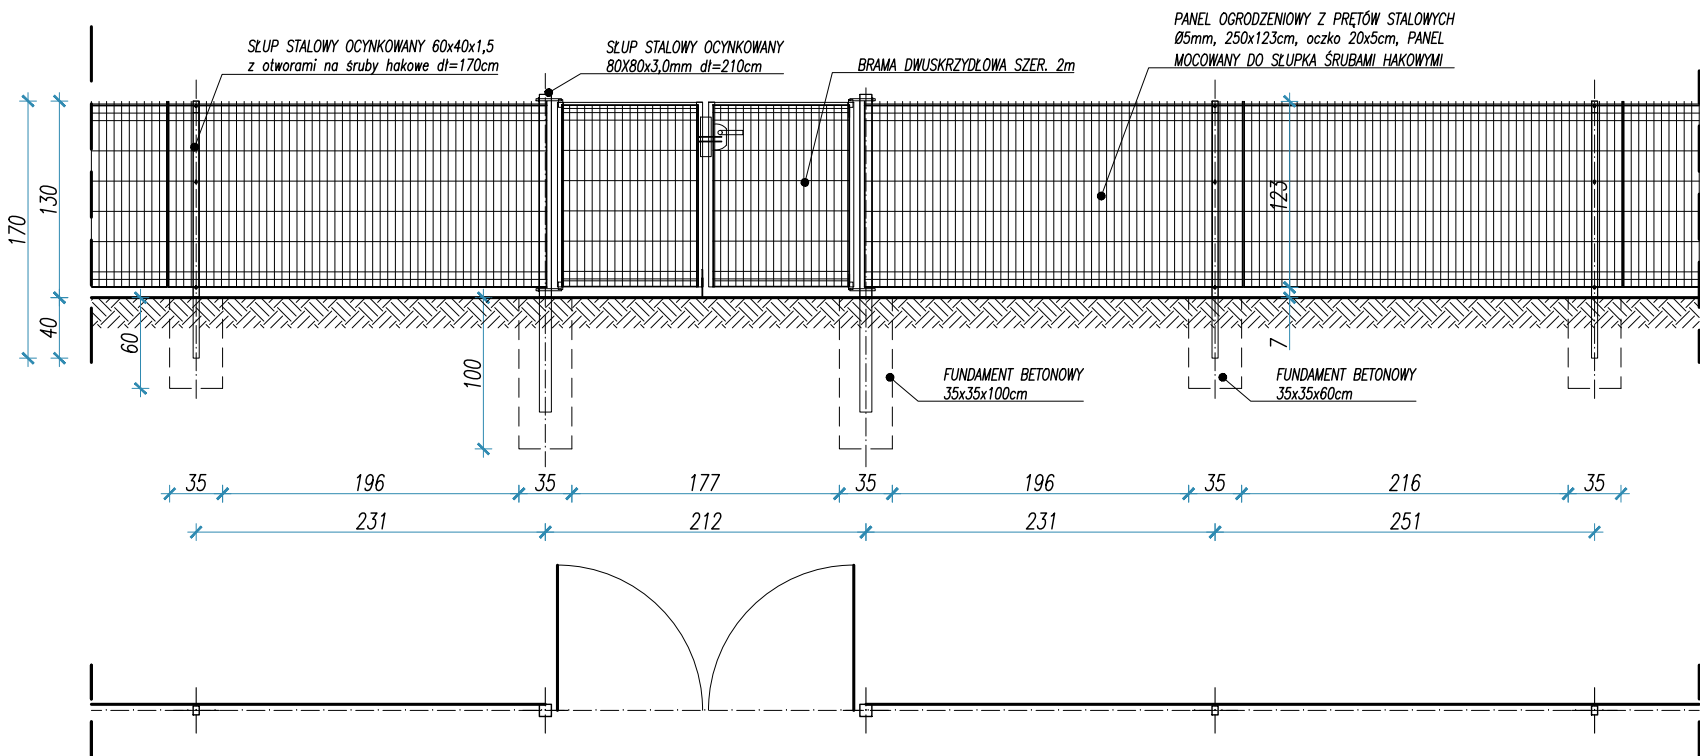 SŁUP STALOWY OCYNKOWANY 60x40x1,5
z otworami na śruby hakowe dł=170cm
SŁUP STALOWY OCYNKOWANY
80X80x3,0mm dł=210cm
BRAMA DWUSKRZYDŁOWA SZER. 2m
PANEL OGRODZENIOWY Z PRĘTÓW STALOWYCH
Ø5mm, 250x123cm, oczko 20x5cm, PANEL
MOCOWANY DO SŁUPKA ŚRUBAMI HAKOWYMI
170
130
40
60
100
123
7
FUNDAMENT BETONOWY
35x35x100cm
FUNDAMENT BETONOWY
35x35x60cm
35 196 35 177 35 196 35 216 35
231 212 231 251